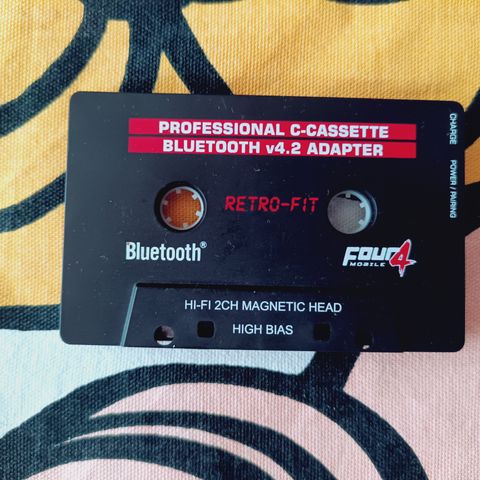 PROFESSIONAL C-CASSETTE
BLUETOOTH v4.2 ADAPTER
CHARGE
POWER / PAIRING
RETRO-FIT
Bluetooth®
FOUR 4
MOBILE
HI-FI 2CH MAGNETIC HEAD
HIGH BIAS